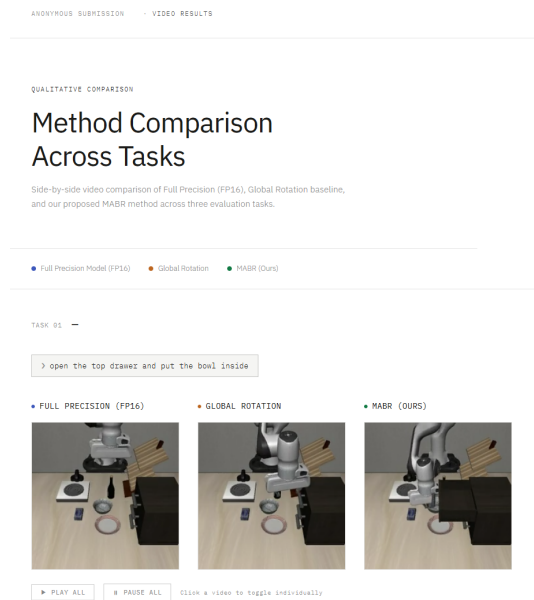 ANONYMOUS SUBMISSION · VIDEO RESULTS
QUALITATIVE COMPARISON
Method Comparison
Across Tasks
Side-by-side video comparison of Full Precision (FP16), Global Rotation baseline,
and our proposed MABR method across three evaluation tasks.
Full Precision Model (FP16) Global Rotation MABR (Ours)
TASK 01 —
› open the top drawer and put the bowl inside
FULL PRECISION (FP16) GLOBAL ROTATION MABR (OURS)
▶ PLAY ALL ⏸ PAUSE ALL Click a video to toggle individually